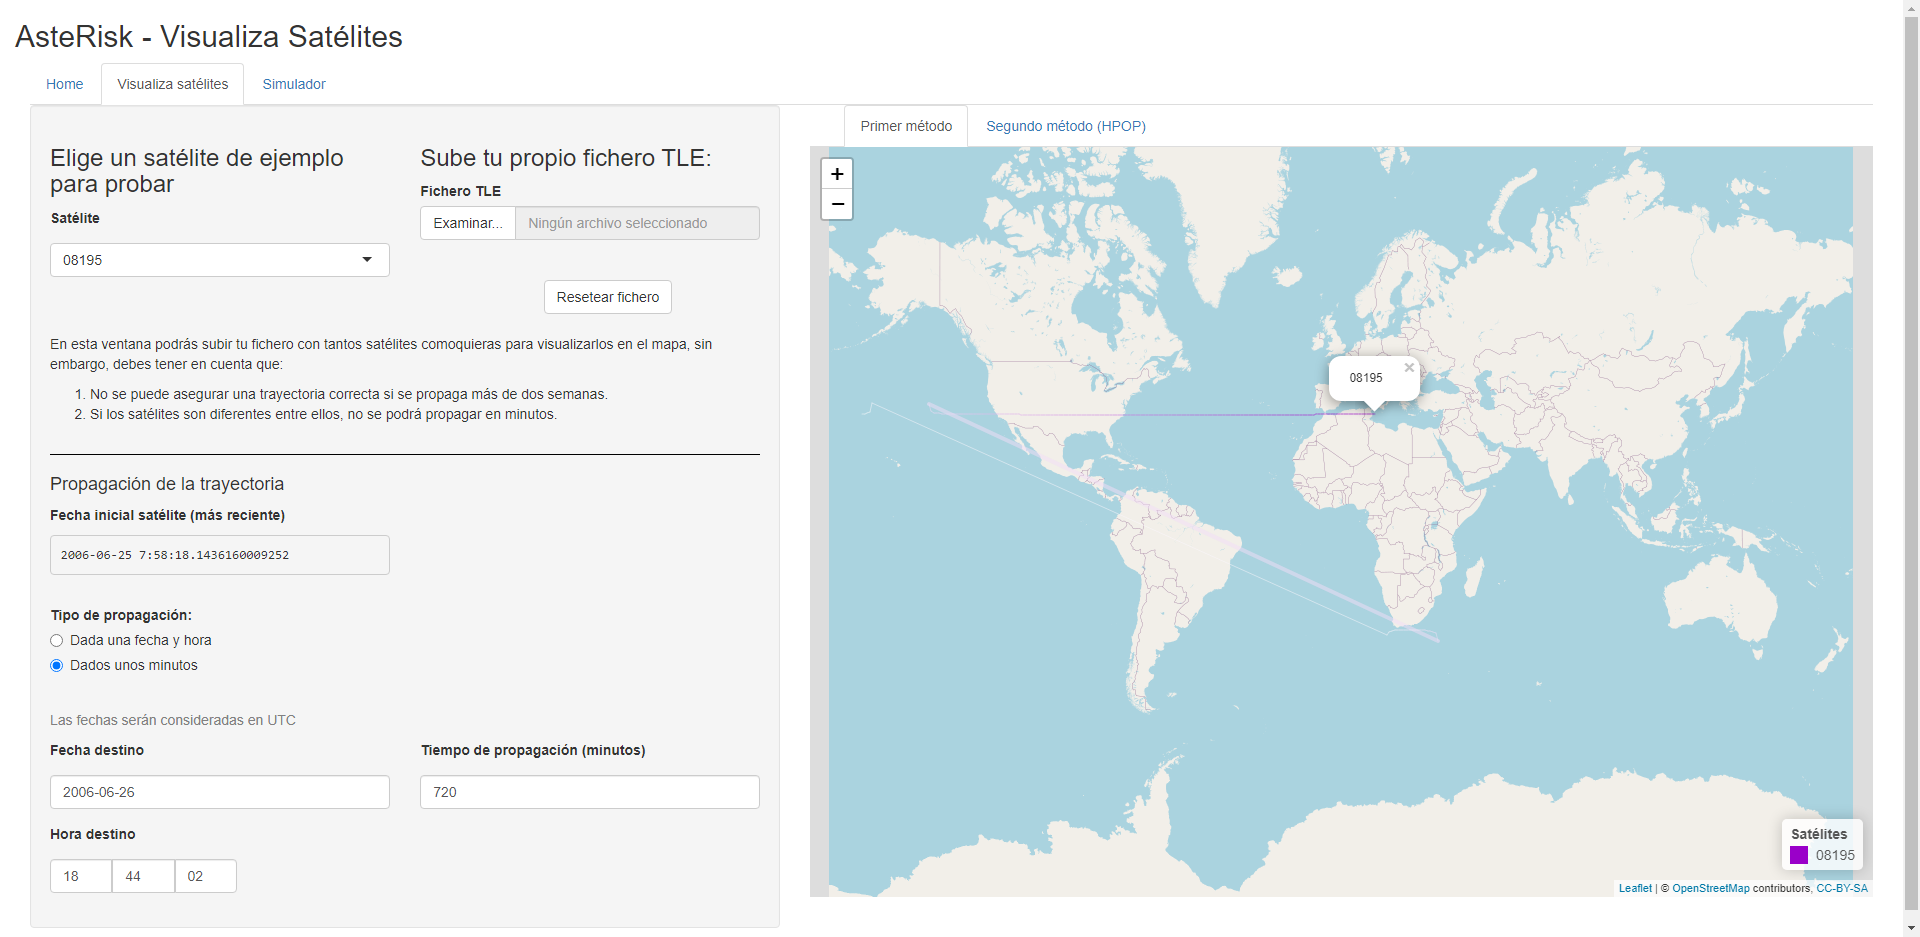 AsteRisk - Visualiza Satélites
Home
Visualiza satélites
Simulador
Elige un satélite de ejemplo
para probar
Satélite
08195
Sube tu propio fichero TLE:
Fichero TLE
Examinar...
Ningún archivo seleccionado
Resetear fichero
En esta ventana podrás subir tu fichero con tantos satélites comoquieras para visualizarlos en el mapa, sin
embargo, debes tener en cuenta que:
1. No se puede asegurar una trayectoria correcta si se propaga más de dos semanas.
2. Si los satélites son diferentes entre ellos, no se podrá propagar en minutos.
Propagación de la trayectoria
Fecha inicial satélite (más reciente)
2006-06-25 7:58:18.1436160009252
Tipo de propagación:
Dada una fecha y hora
Dados unos minutos
Las fechas serán consideradas en UTC
Fecha destino
2006-06-26
Tiempo de propagación (minutos)
720
Hora destino
18
44
02
Primer método
Segundo método (HPOP)
+
−
08195
×
Satélites
08195
Leaflet | © OpenStreetMap contributors, CC-BY-SA